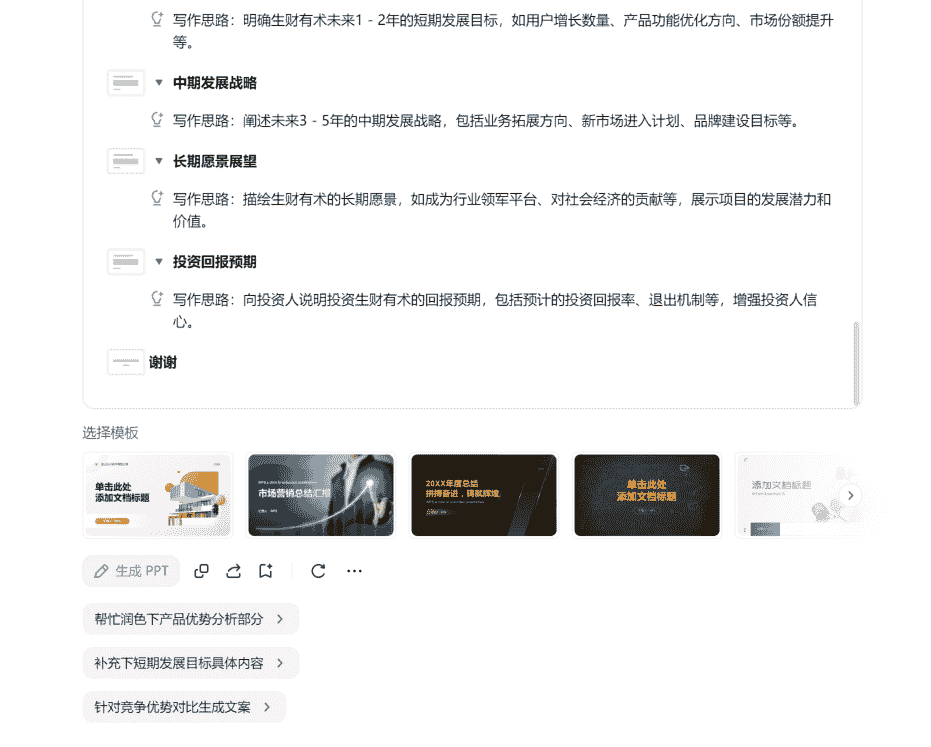 写作思路：明确生财有术未来1 - 2年的短期发展目标，如用户增长数量、产品功能优化方向、市场份额提升
等。
中期发展战略
写作思路：阐述未来3 - 5年的中期发展战略，包括业务拓展方向、新市场进入计划、品牌建设目标等。
长期愿景展望
写作思路：描绘生财有术的长期愿景，如成为行业领军平台、对社会经济的贡献等，展示项目的发展潜力和
价值。
投资回报预期
写作思路：向投资人说明投资生财有术的回报预期，包括预计的投资回报率、退出机制等，增强投资人信
心。
谢谢
选择模板
单击此处
添加文档标题
市场营销总结汇报
20XX年度总结
拼搏奋进，铸就辉煌
单击此处
添加文档标题
添加文档标题
生成 PPT
帮忙润色下产品优势分析部分
补充下短期发展目标具体内容
针对竞争优势对比生成文案